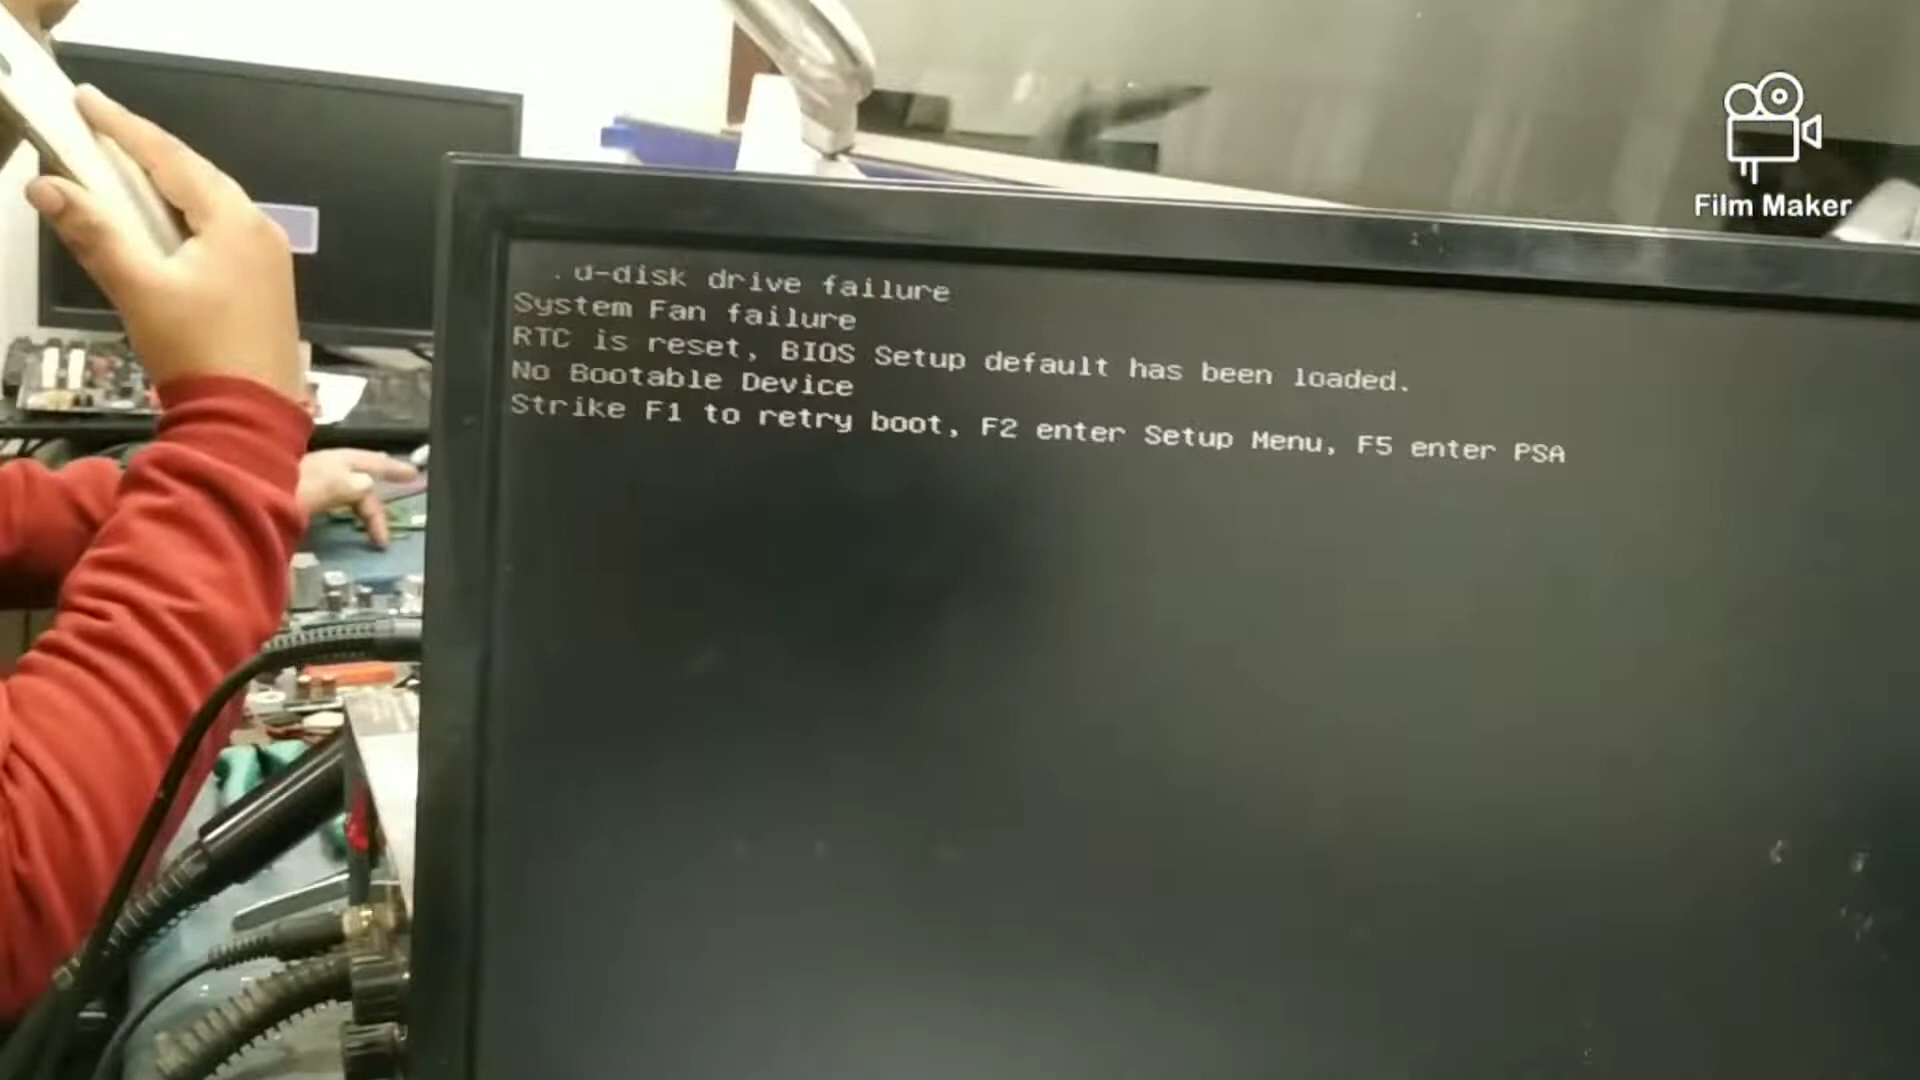 -disk drive failure
System Fan failure
RTC is reset, BIOS Setup default has been loaded.
No Bootable Device
Strike F1 to retry boot, F2 enter Setup Menu, F5 enter PSA
Film Maker